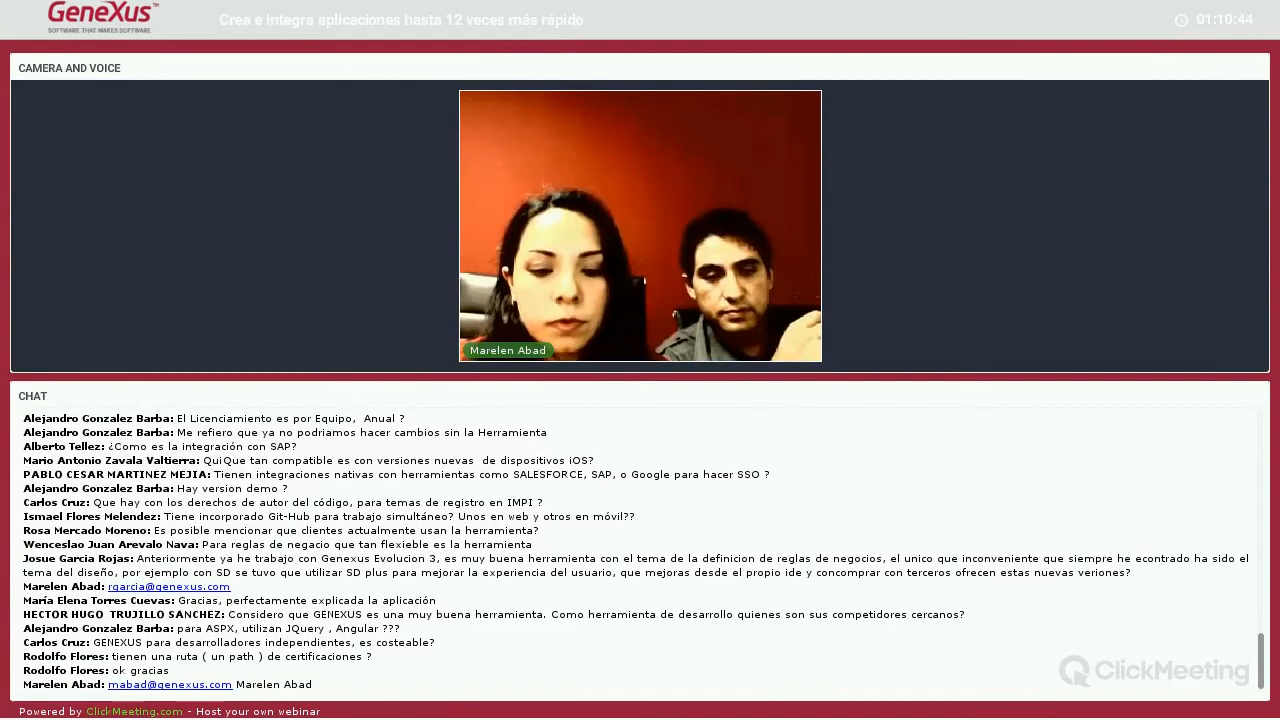 GeneXus™
SOFTWARE THAT MAKES SOFTWARE
Crea e integra aplicaciones hasta 12 veces más rápido
01:10:44
CAMERA AND VOICE
Marelen Abad
CHAT
Alejandro Gonzalez Barba: El Licenciamiento es por Equipo, Anual ?
Alejandro Gonzalez Barba: Me refiero que ya no podriamos hacer cambios sin la Herramienta
Alberto Tellez: ¿Como es la integración con SAP?
Mario Antonio Zavala Valtierra: QuiQue tan compatible es con versiones nuevas de dispositivos iOS?
PABLO CESAR MARTINEZ MEJIA: Tienen integraciones nativas con herramientas como SALESFORCE, SAP, o Google para hacer SSO ?
Alejandro Gonzalez Barba: Hay version demo ?
Carlos Cruz: Que hay con los derechos de autor del código, para temas de registro en IMPI ?
Ismael Flores Melendez: Tiene incorporado Git-Hub para trabajo simultáneo? Unos en web y otros en móvil??
Rosa Mercado Moreno: Es posible mencionar que clientes actualmente usan la herramienta?
Wenceslao Juan Arevalo Nava: Para reglas de negacio que tan flexieble es la herramienta
Josue Garcia Rojas: Anteriormente ya he trabajo con Genexus Evolucion 3, es muy buena herramienta con el tema de la definicion de reglas de negocios, el unico que inconveniente que siempre he econtrado ha sido el
tema del diseño, por ejemplo con SD se tuvo que utilizar SD plus para mejorar la experiencia del usuario, que mejoras desde el propio ide y concomprar con terceros ofrecen estas nuevas veriones?
Marelen Abad: rgarcia@genexus.com
María Elena Torres Cuevas: Gracias, perfectamente explicada la aplicación
HECTOR HUGO TRUJILLO SANCHEZ: Considero que GENEXUS es una muy buena herramienta. Como herramienta de desarrollo quienes son sus competidores cercanos?
Alejandro Gonzalez Barba: para ASPX, utilizan JQuery , Angular ???
Carlos Cruz: GENEXUS para desarrolladores independientes, es costeable?
Rodolfo Flores: tienen una ruta ( un path ) de certificaciones ?
Rodolfo Flores: ok gracias
Marelen Abad: mabad@genexus.com Marelen Abad
ClickMeeting
Powered by ClickMeeting.com - Host your own webinar